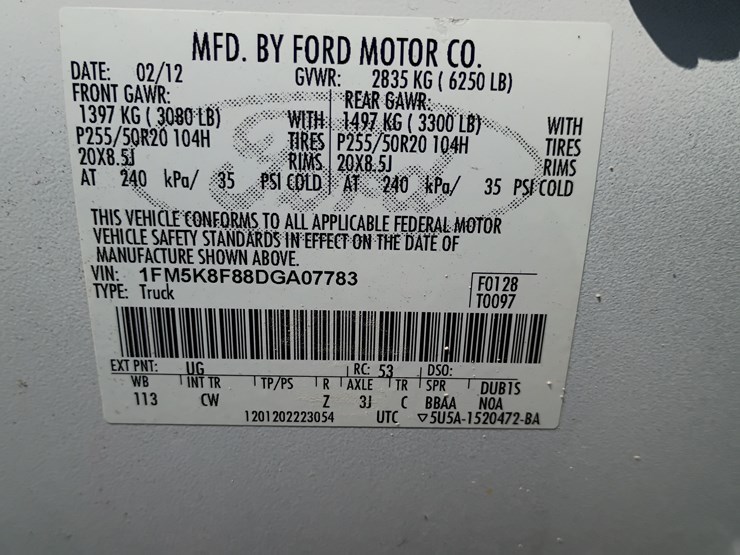 MFD. BY FORD MOTOR CO.
DATE: 02/12 GVWR: 2835 KG ( 6250 LB)
FRONT GAWR: REAR GAWR:
1397 KG ( 3080 LB) WITH 1497 KG ( 3300 LB) WITH
P255/50R20 104H TIRES P255/50R20 104H TIRES
20X8.5J RIMS 20X8.5J RIMS
AT 240 kPa/ 35 PSI COLD AT 240 kPa/ 35 PSI COLD
Ford
THIS VEHICLE CONFORMS TO ALL APPLICABLE FEDERAL MOTOR
VEHICLE SAFETY STANDARDS IN EFFECT ON THE DATE OF
MANUFACTURE SHOWN ABOVE.
VIN: 1FM5K8F88DGA07783 F0128
TYPE: Truck T0097
EXT PNT: UG RC: 53 DSO:
WB INT TR TP/PS R AXLE TR SPR DUB1S
113 CW Z 3J C BBAA NOA
1201202223054 UTC ▽5U5A-1520472-BA